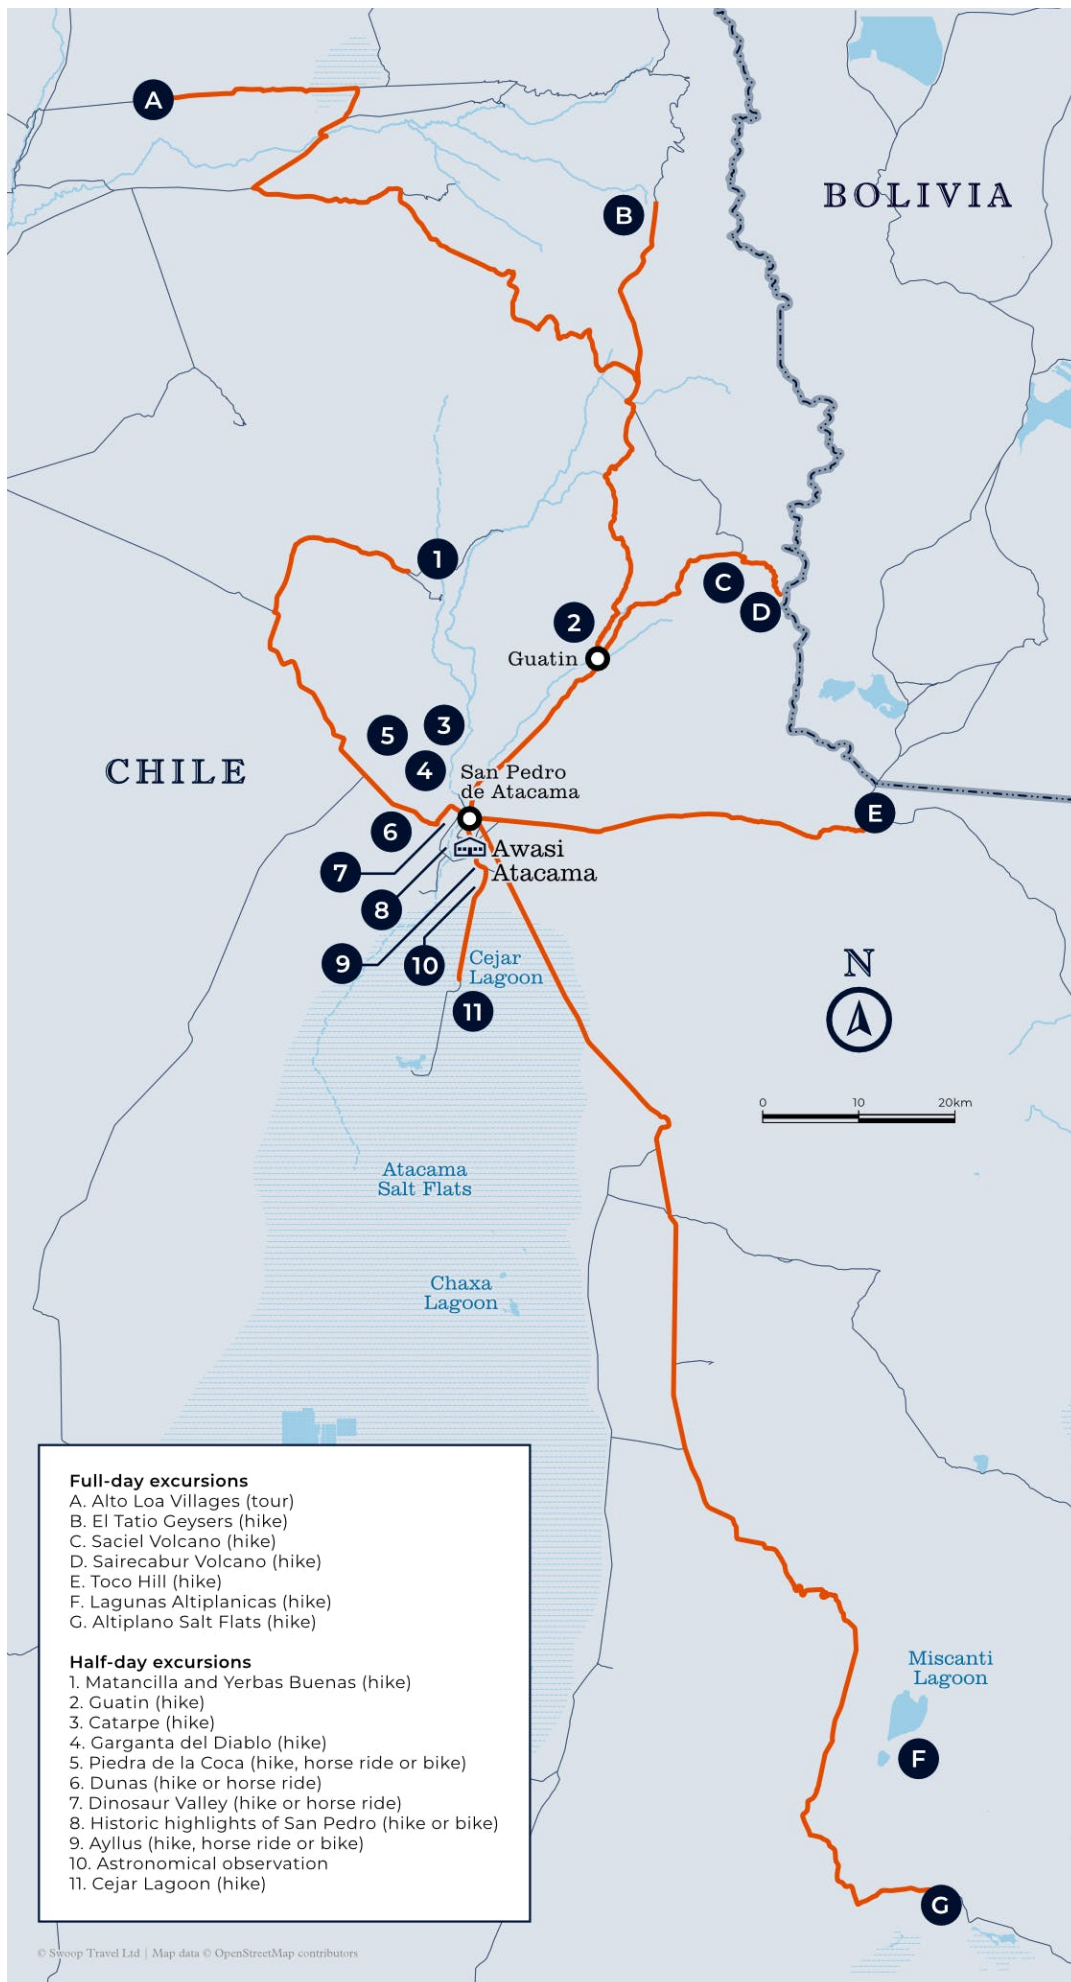 A
B
BOLIVIA
1
C
D
2
Guatin
3
5
4
CHILE
San Pedro
de Atacama
E
6
Awasi
Atacama
7
8
9
10
Cejar
Lagoon
11
N
0 10 20km
Atacama
Salt Flats
Chaxa
Lagoon
Miscanti
Lagoon
F
G
Full-day excursions
A. Alto Loa Villages (tour)
B. El Tatio Geysers (hike)
C. Saciel Volcano (hike)
D. Sairecabur Volcano (hike)
E. Toco Hill (hike)
F. Lagunas Altiplanicas (hike)
G. Altiplano Salt Flats (hike)
Half-day excursions
1. Matancilla and Yerbas Buenas (hike)
2. Guatin (hike)
3. Catarpe (hike)
4. Garganta del Diablo (hike)
5. Piedra de la Coca (hike, horse ride or bike)
6. Dunas (hike or horse ride)
7. Dinosaur Valley (hike or horse ride)
8. Historic highlights of San Pedro (hike or bike)
9. Ayllus (hike, horse ride or bike)
10. Astronomical observation
11. Cejar Lagoon (hike)
© Swoop Travel Ltd | Map data © OpenStreetMap contributors